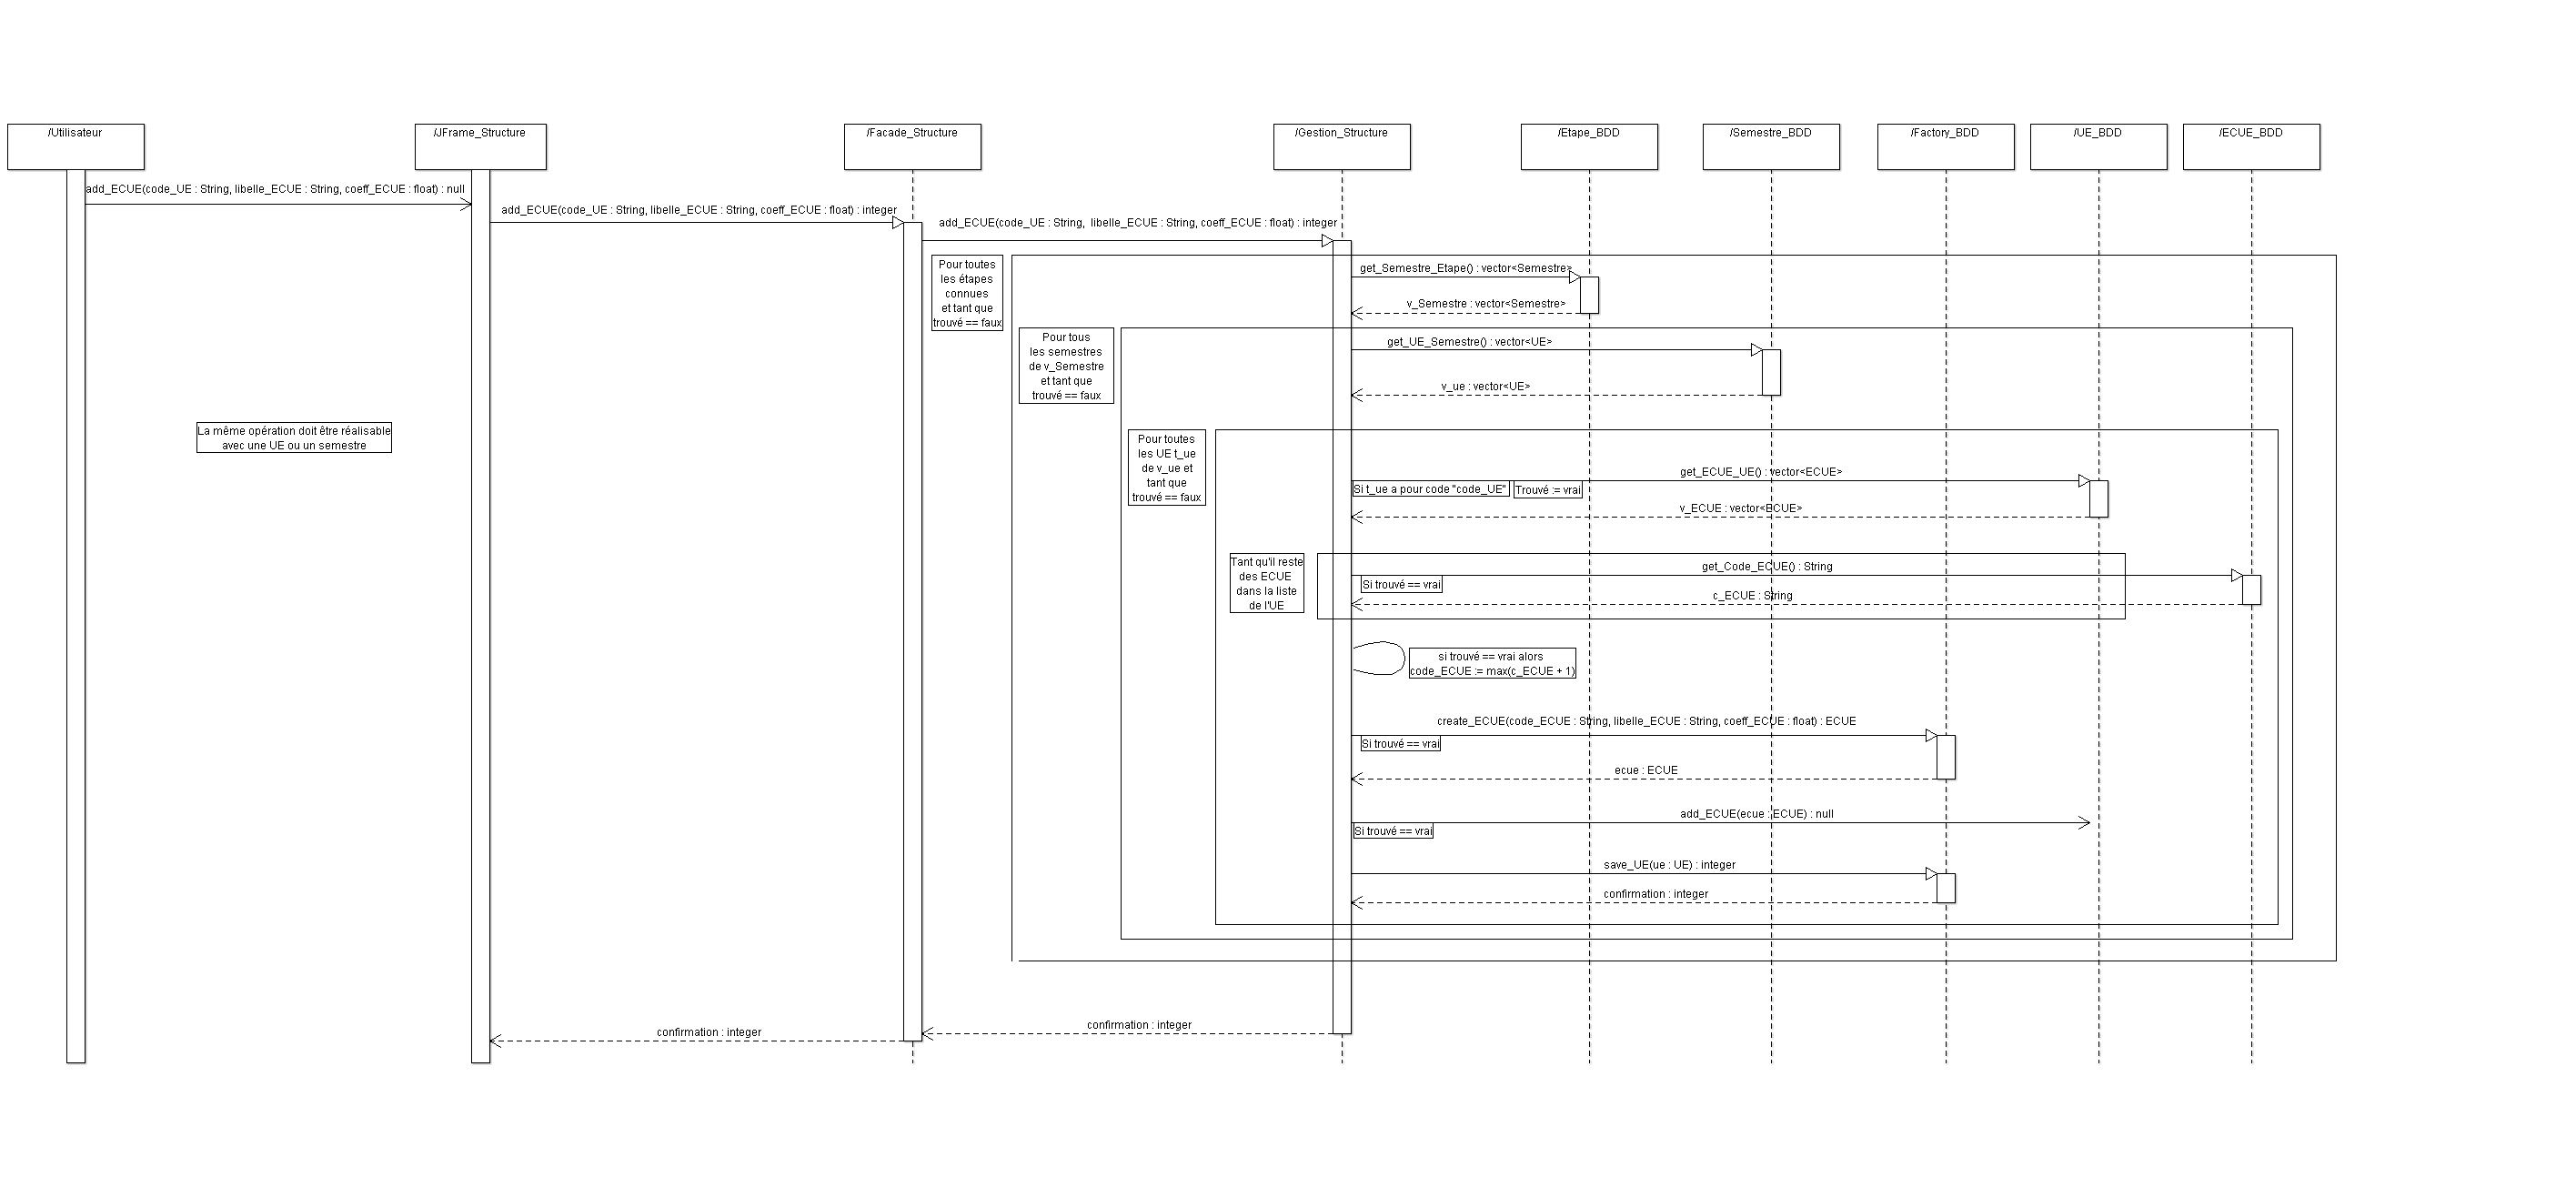 /Utilisateur
/JFrame_Structure
/Facade_Structure
/Gestion_Structure
/Etape_BDD
/Semestre_BDD
/Factory_BDD
/UE_BDD
/ECUE_BDD
add_ECUE(code_UE : String, libelle_ECUE : String, coeff_ECUE : float) : null
add_ECUE(code_UE : String, libelle_ECUE : String, coeff_ECUE : float) : integer
add_ECUE(code_UE : String,  libelle_ECUE : String, coeff_ECUE : float) : integer
Pour toutes
les étapes
connues
et tant que
trouvé == faux
get_Semestre_Etape() : vector<Semestre>
v_Semestre : vector<Semestre>
Pour tous
les semestres
de v_Semestre
et tant que
trouvé == faux
get_UE_Semestre() : vector<UE>
v_ue : vector<UE>
La même opération doit être réalisable
avec une UE ou un semestre
Pour toutes
les UE t_ue
de v_ue et
tant que
trouvé == faux
get_ECUE_UE() : vector<ECUE>
Si t_ue a pour code "code_UE"
Trouvé := vrai
v_ECUE : vector<ECUE>
Tant qu'il reste
des ECUE
dans la liste
de l'UE
get_Code_ECUE() : String
Si trouvé == vrai
c_ECUE : String
si trouvé == vrai alors
code_ECUE := max(c_ECUE + 1)
create_ECUE(code_ECUE : String, libelle_ECUE : String, coeff_ECUE : float) : ECUE
Si trouvé == vrai
ecue : ECUE
add_ECUE(ecue : ECUE) : null
Si trouvé == vrai
save_UE(ue : UE) : integer
confirmation : integer
confirmation : integer
confirmation : integer